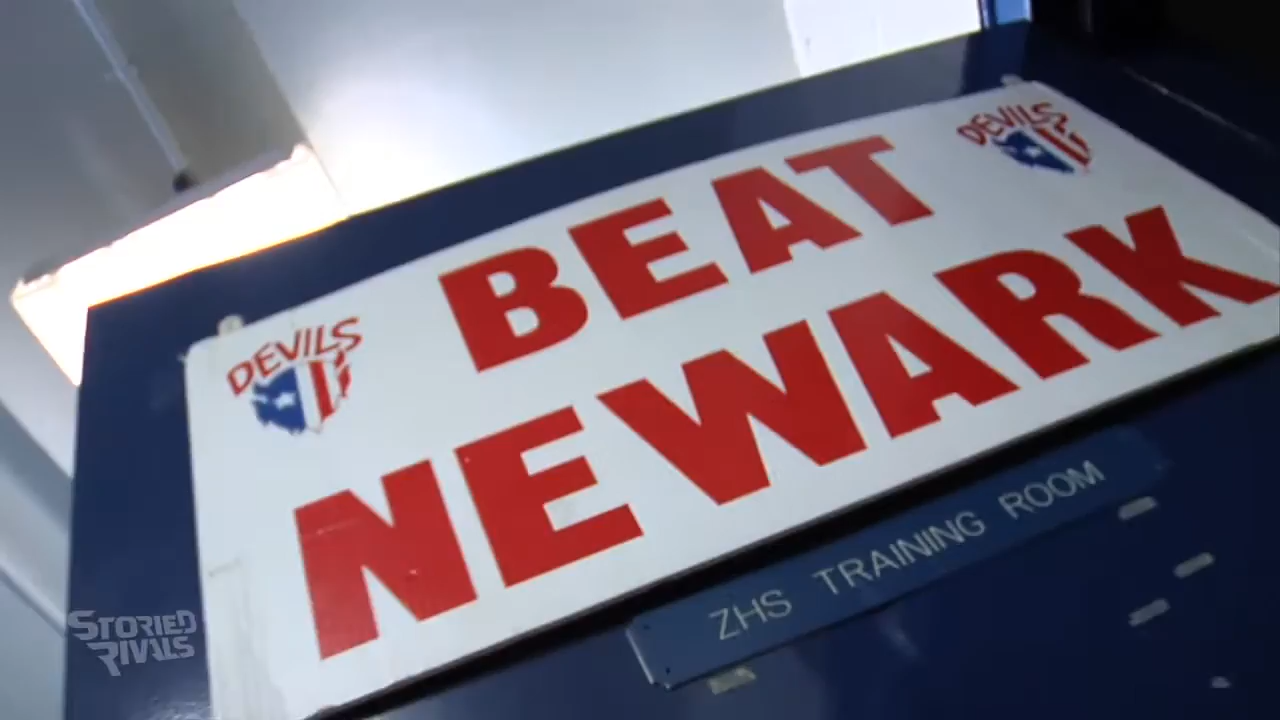 DEVILS
BEAT
DEVILS
NEWARK
ZHS TRAINING ROOM
STORIED
RIVALS